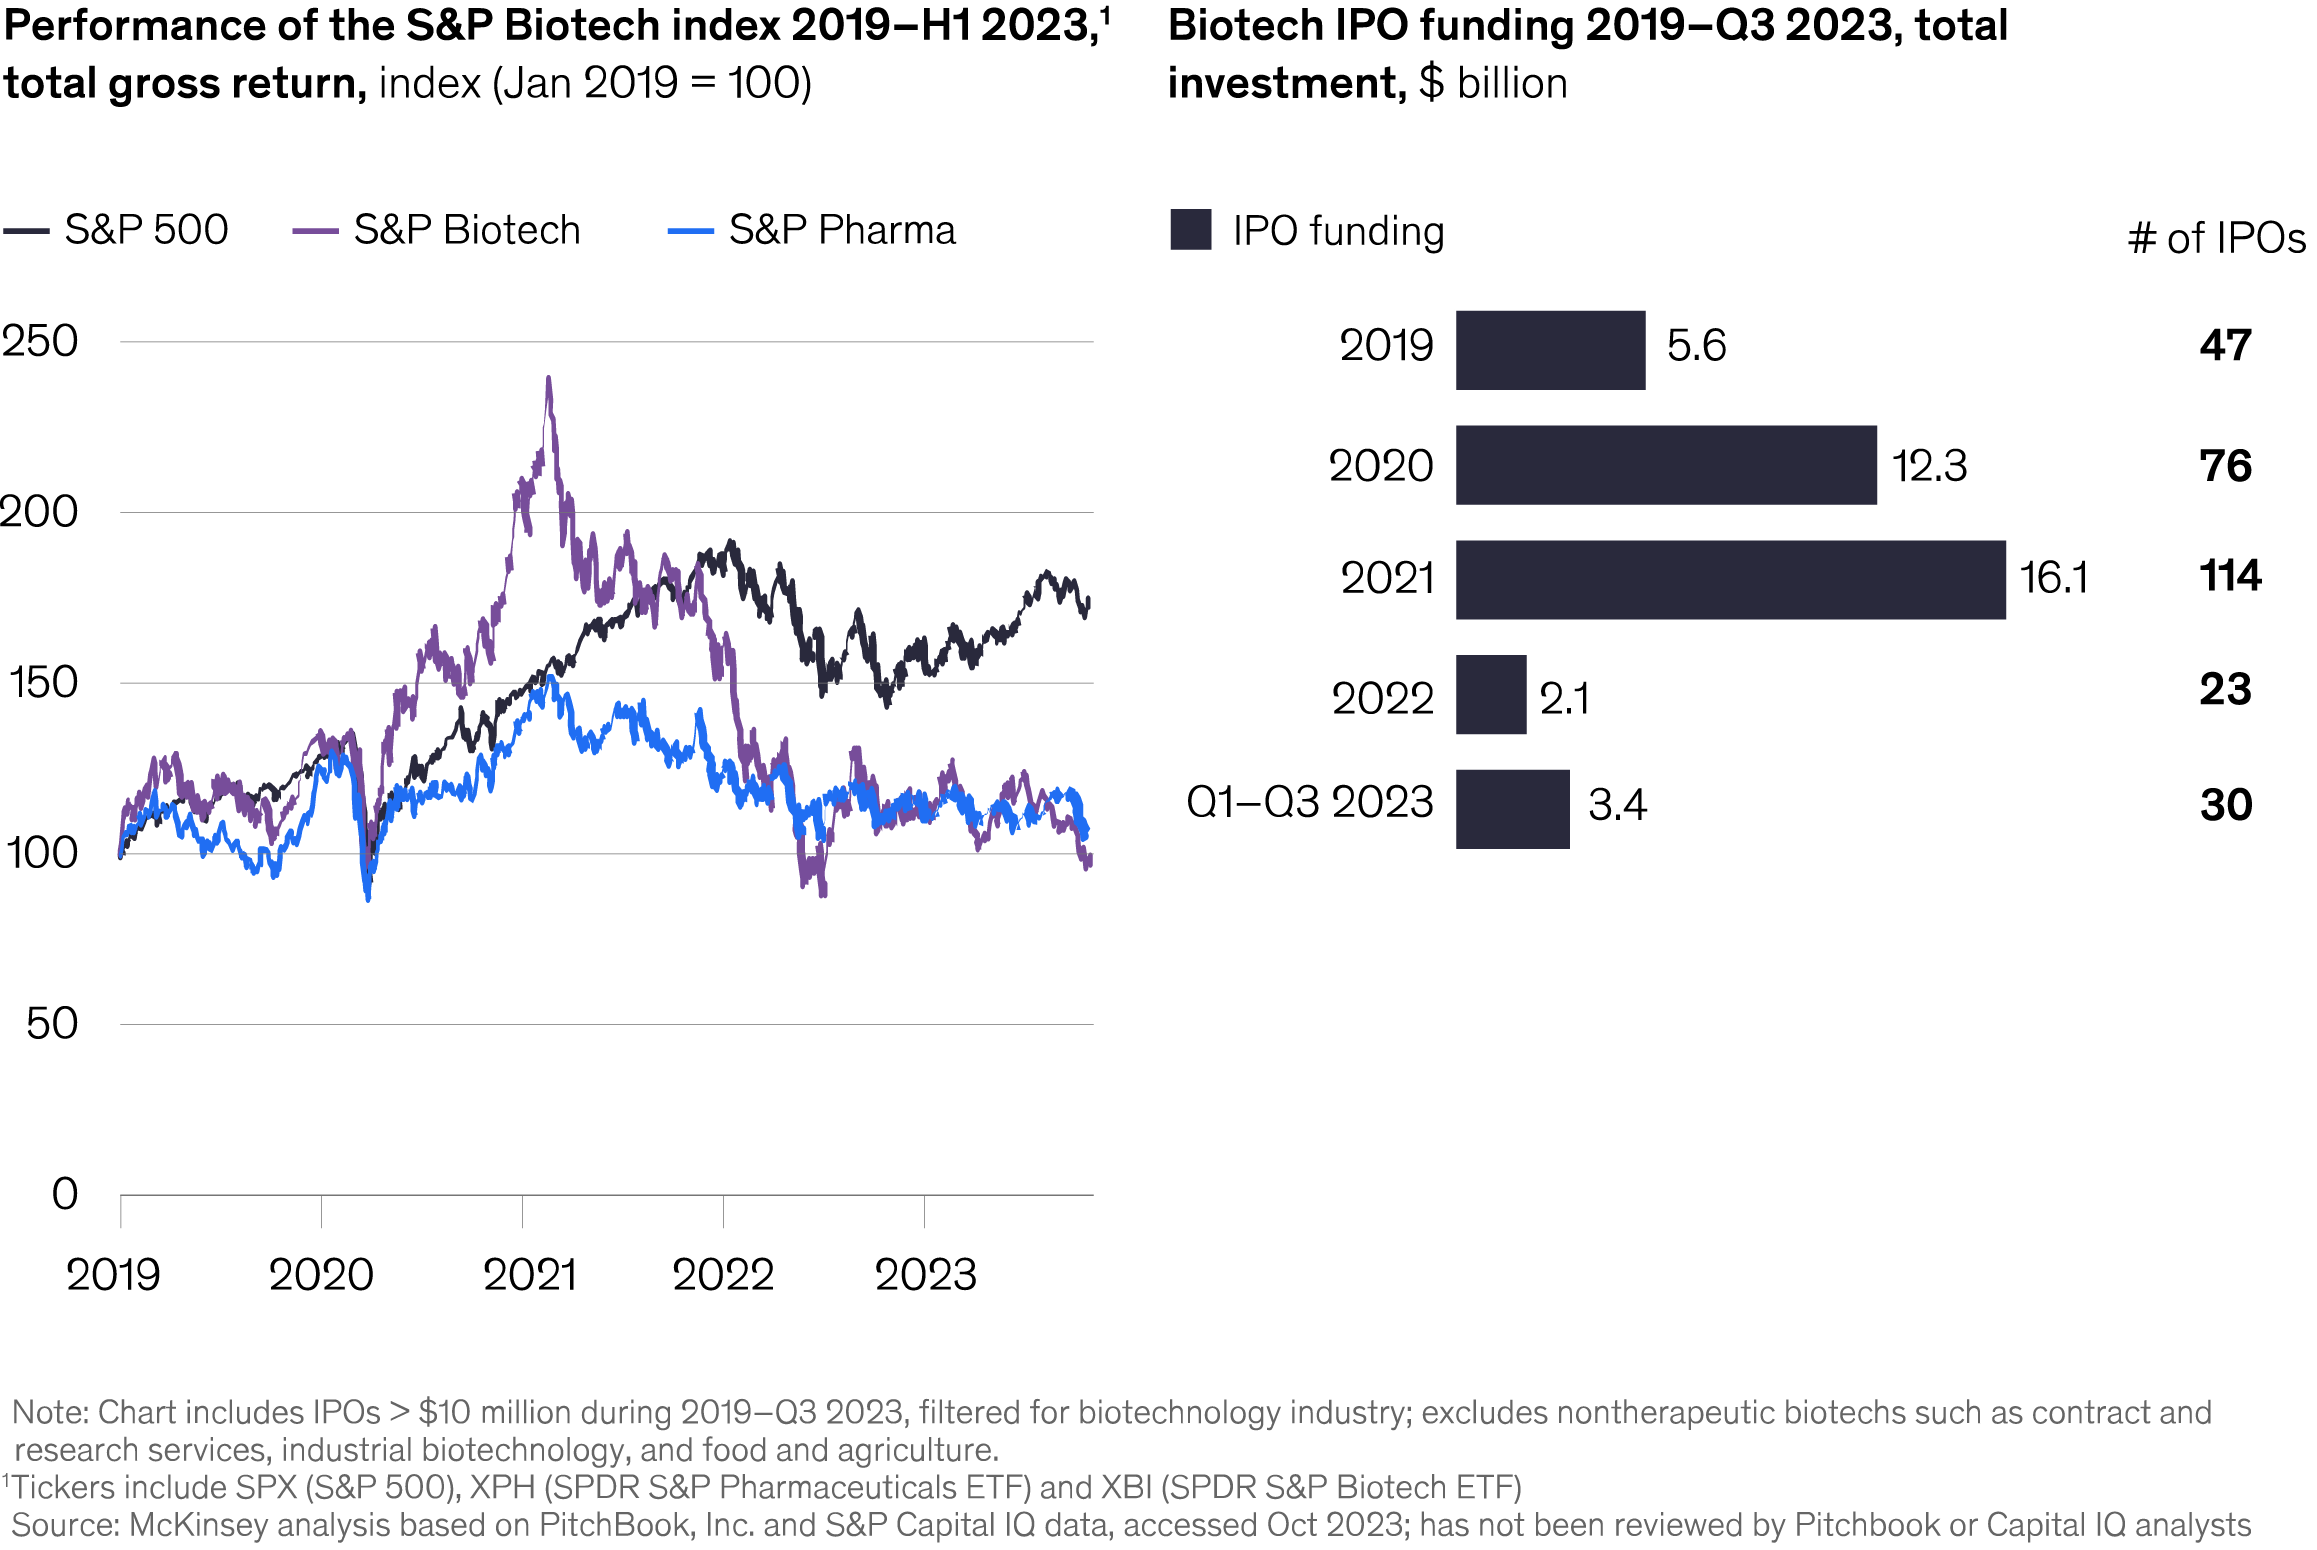 Performance of the S&P Biotech index 2019–H1 2023,¹
total gross return, index (Jan 2019 = 100)
S&P 500
S&P Biotech
S&P Pharma
250
200
150
100
50
0
2019
2020
2021
2022
2023
Biotech IPO funding 2019–Q3 2023, total
investment, $ billion
IPO funding
# of IPOs
2019 5.6 47
2020 12.3 76
2021 16.1 114
2022 2.1 23
Q1–Q3 2023 3.4 30
Note: Chart includes IPOs > $10 million during 2019–Q3 2023, filtered for biotechnology industry; excludes nontherapeutic biotechs such as contract and
research services, industrial biotechnology, and food and agriculture.
¹Tickers include SPX (S&P 500), XPH (SPDR S&P Pharmaceuticals ETF) and XBI (SPDR S&P Biotech ETF)
Source: McKinsey analysis based on PitchBook, Inc. and S&P Capital IQ data, accessed Oct 2023; has not been reviewed by Pitchbook or Capital IQ analysts